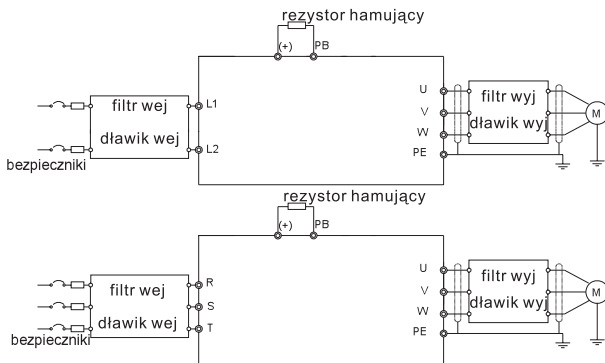 rezystor hamujący
(+) PB
U
filtr wej
L1
filtr wyj
V
M
dławik wej
dławik wyj
W
L2
PE
bezpieczniki
rezystor hamujący
(+) PB
U
filtr wej
R
filtr wyj
V
M
S
dławik wej
dławik wyj
W
T
PE
bezpieczniki